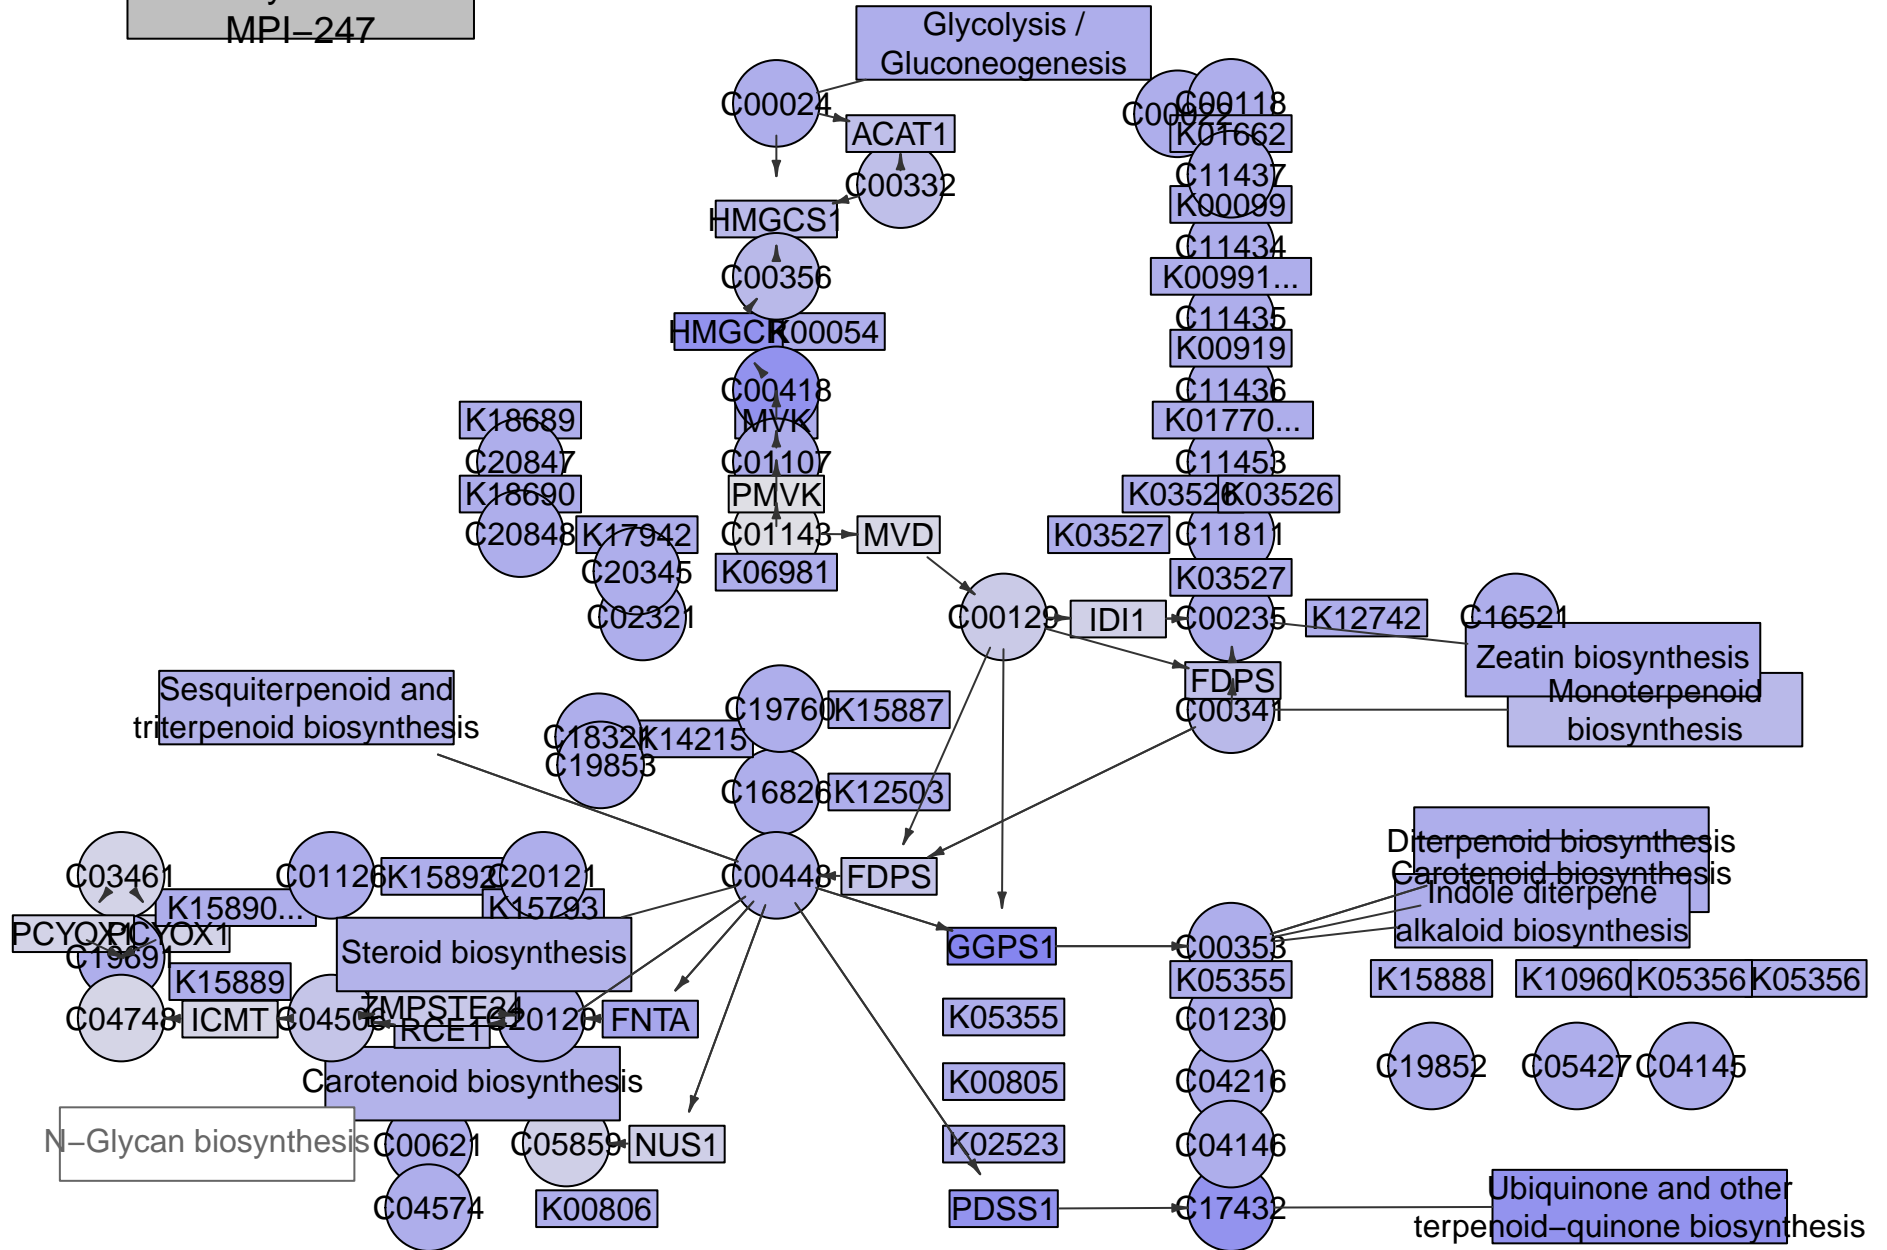 MPI−247
Glycolysis /
Gluconeogenesis
C00024
C00022
C00118
ACAT1
K01662
C00332
C11437
HMGCS1
K00099
C11434
C00356
K00991...
C11435
HMGCR
K00054
K00919
C00418
C11436
K18689
MVK
K01770...
C20847
C01107
C11453
K18690
PMVK
K03526
K03526
C20848
K17942
C01143
MVD
K03527
C11811
C20345
K06981
K03527
C02321
C00129
IDI1
C00235
K12742
C16521
Zeatin biosynthesis
FDPS
Monoterpenoid
biosynthesis
Sesquiterpenoid and
triterpenoid biosynthesis
C19760
K15887
C00341
C18321
K14215
C19853
C16826
K12503
Diterpenoid biosynthesis
Carotenoid biosynthesis
Indole diterpene
alkaloid biosynthesis
C03461
C01126
K15892
C20121
C00448
FDPS
K15890...
K15793
PCYOX1
PCYOX1
C19691
Steroid biosynthesis
GGPS1
C00353
K15889
K05355
K15888
K10960
K05356
K05356
C04748
ICMT
C04506
ZMPSTE24
RCE1
C20120
FNTA
K05355
C01230
Carotenoid biosynthesis
K00805
C04216
C19852
C05427
C04145
N−Glycan biosynthesis
C00621
C05859
NUS1
K02523
C04146
C04574
K00806
PDSS1
C17432
Ubiquinone and other
terpenoid−quinone biosynthesis